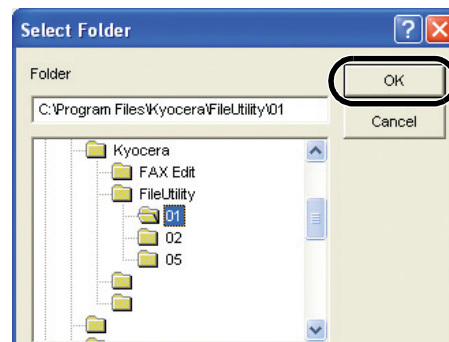 Select Folder
Folder
OK
C:\Program Files\Kyocera\FileUtility\01
Cancel
Kyocera
FAX Edit
FileUtility
01
02
05